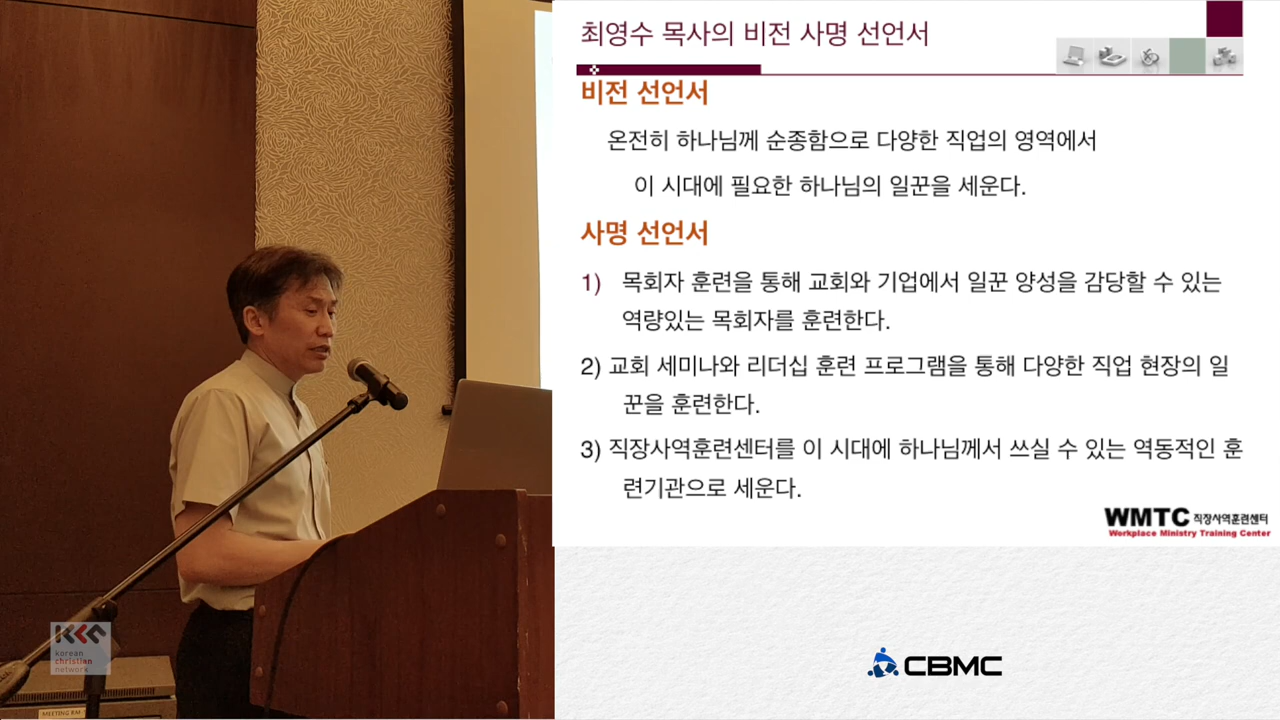 최영수 목사의 비전 사명 선언서
비전 선언서
온전히 하나님께 순종함으로 다양한 직업의 영역에서
이 시대에 필요한 하나님의 일꾼을 세운다.
사명 선언서
1) 목회자 훈련을 통해 교회와 기업에서 일꾼 양성을 감당할 수 있는
역량있는 목회자를 훈련한다.
2) 교회 세미나와 리더십 훈련 프로그램을 통해 다양한 직업 현장의 일
꾼을 훈련한다.
3) 직장사역훈련센터를 이 시대에 하나님께서 쓰실 수 있는 역동적인 훈
련기관으로 세운다.
WMTC 직장사역훈련센터
Workplace Ministry Training Center
CBMC
korean
christian
network
MEETING RM